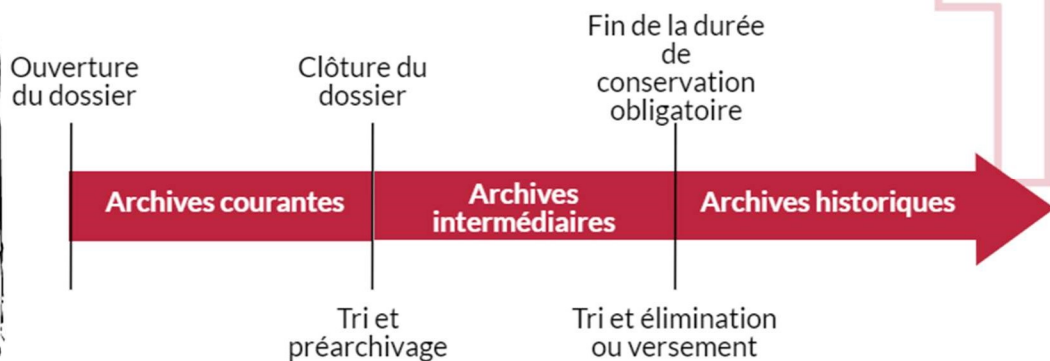 Ouverture
du dossier
Clôture du
dossier
Fin de la durée
de
conservation
obligatoire
Archives courantes
Archives
intermédiaires
Archives historiques
Tri et
préarchivage
Tri et élimination
ou versement